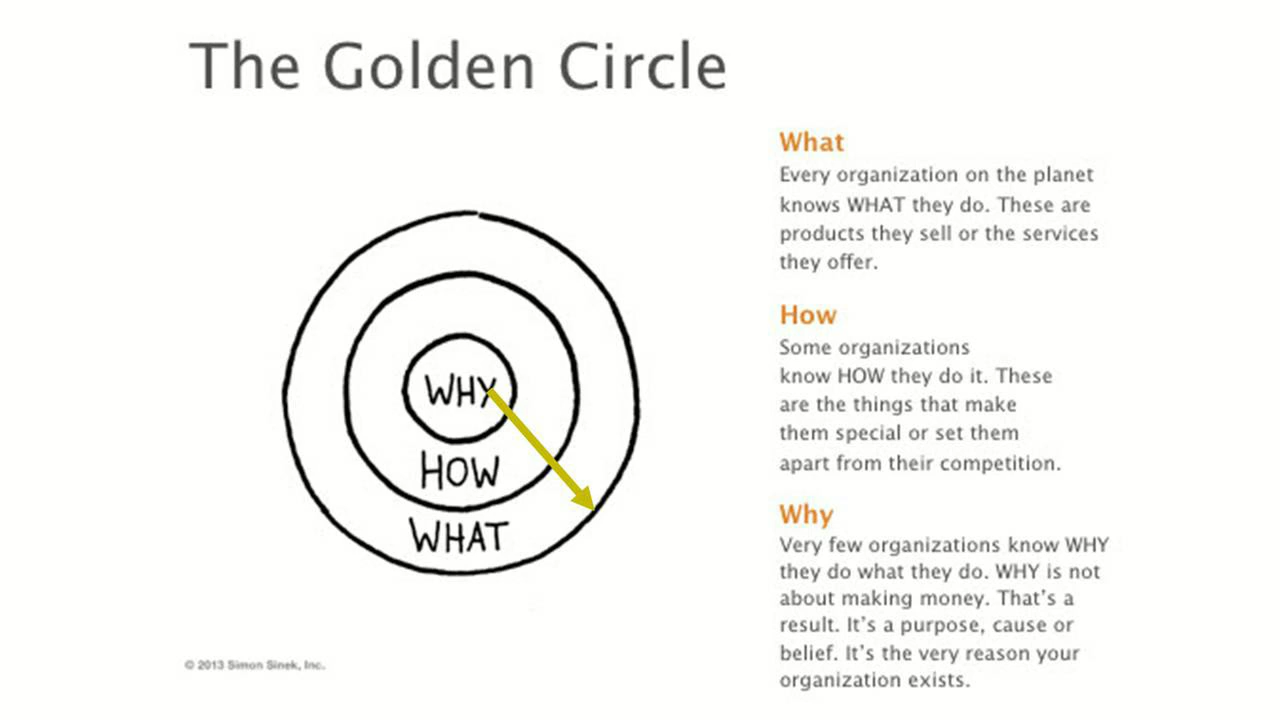 The Golden Circle
WHY
HOW
WHAT
What
Every organization on the planet
knows WHAT they do. These are
products they sell or the services
they offer.
How
Some organizations
know HOW they do it. These
are the things that make
them special or set them
apart from their competition.
Why
Very few organizations know WHY
they do what they do. WHY is not
about making money. That's a
result. It's a purpose, cause or
belief. It's the very reason your
organization exists.
© 2013 Simon Sinek, Inc.